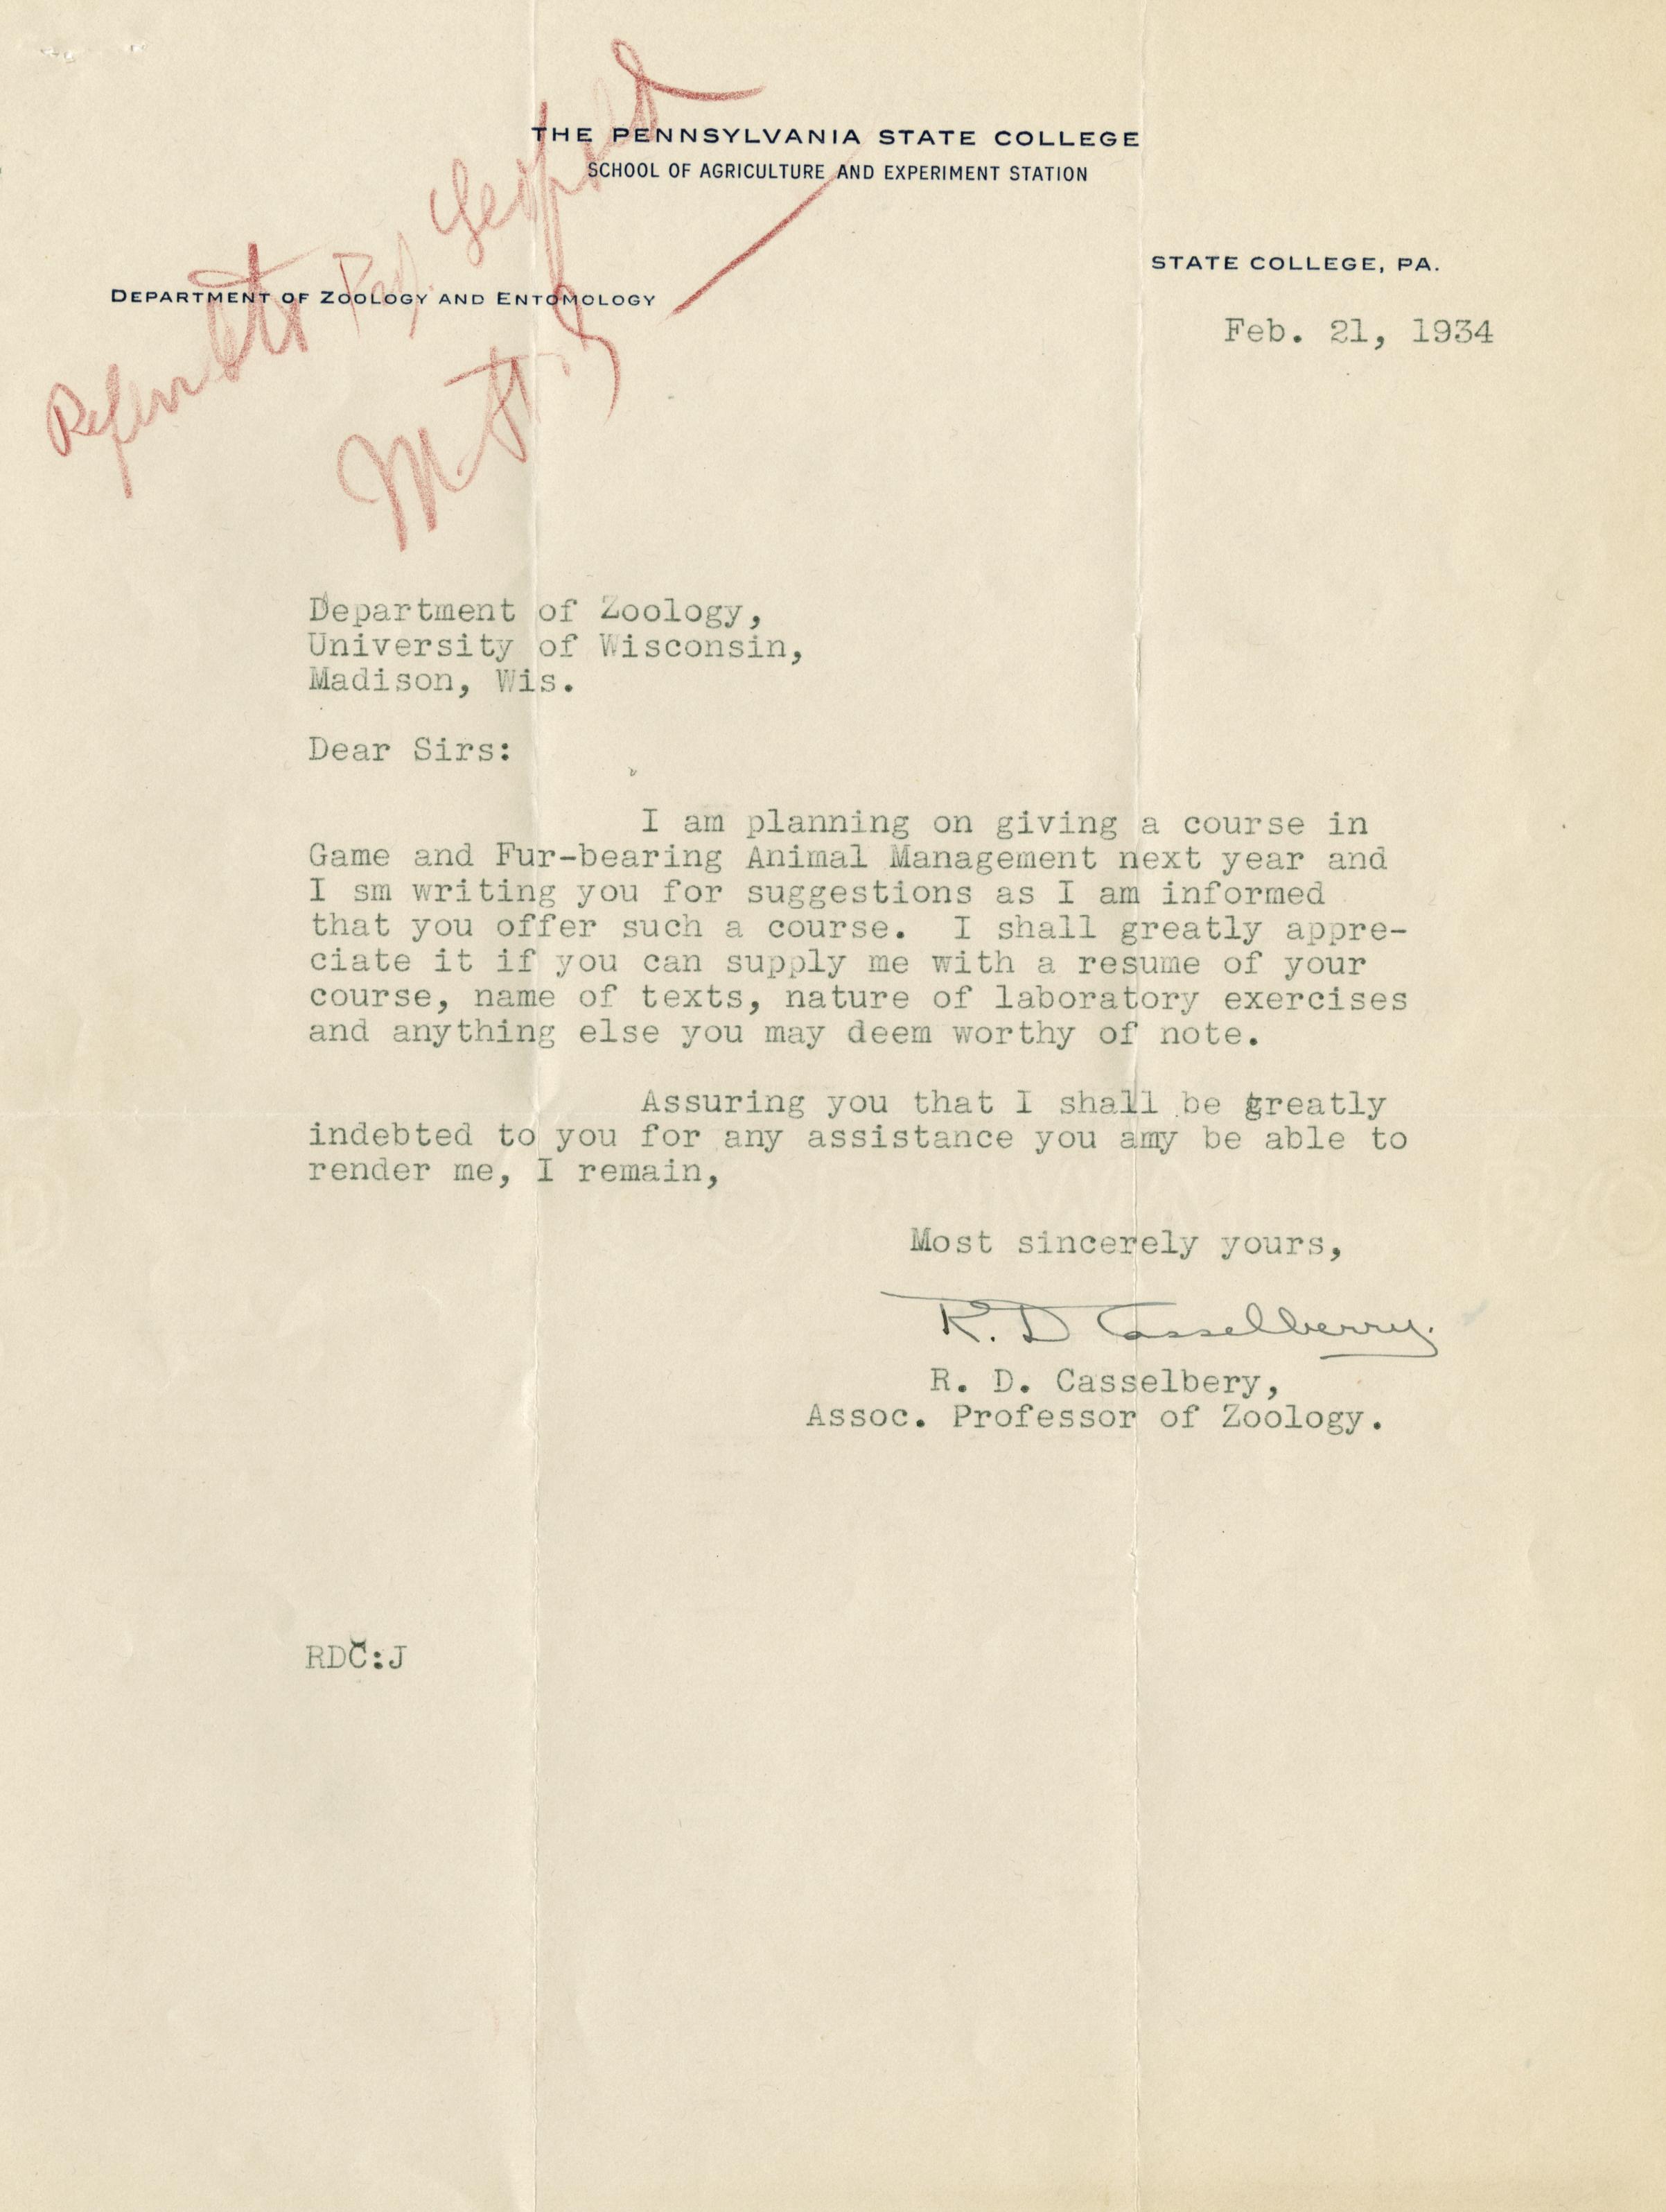 THE PENNSYLVANIA STATE COLLEGE
SCHOOL OF AGRICULTURE AND EXPERIMENT STATION
STATE COLLEGE, PA.
DEPARTMENT OF ZOOLOGY AND ENTOMOLOGY
Feb. 21, 1934
Prof. Leopold
Department of Zoology,
University of Wisconsin,
Madison, Wis.
Dear Sirs:
I am planning on giving a course in
Game and Fur-bearing Animal Management next year and
I sm writing you for suggestions as I am informed
that you offer such a course. I shall greatly appre-
ciate it if you can supply me with a resume of your
course, name of texts, nature of laboratory exercises
and anything else you may deem worthy of note.
Assuring you that I shall be greatly
indebted to you for any assistance you amy be able to
render me, I remain,
Most sincerely yours,
R. D Casselberry.
R. D. Casselbery,
Assoc. Professor of Zoology.
RDC:J